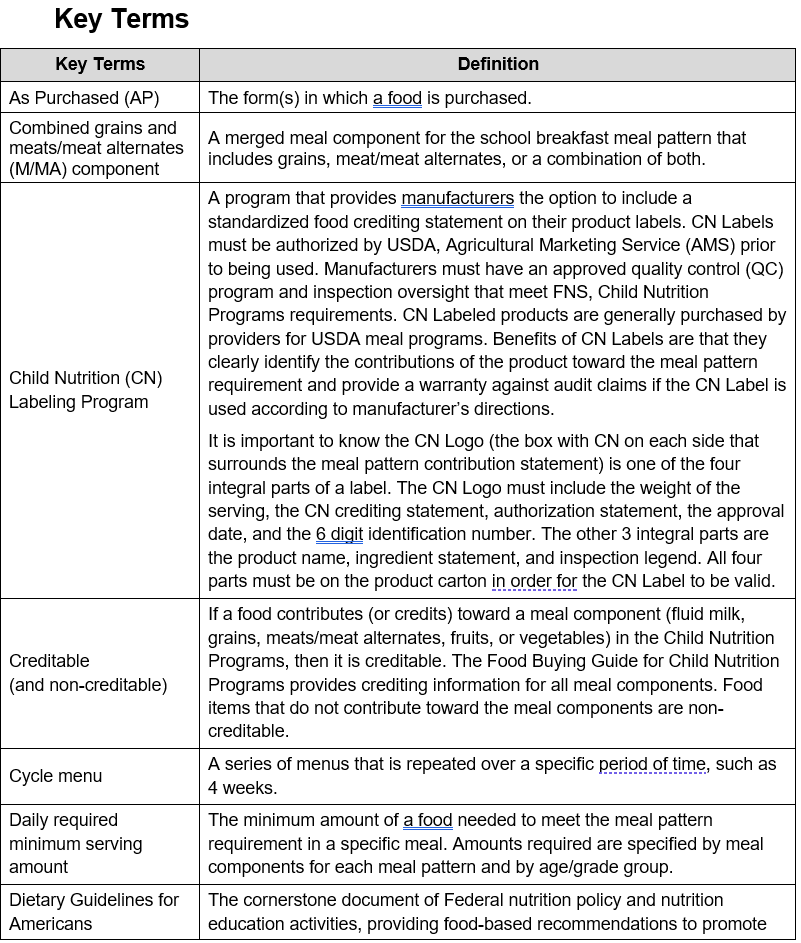 Key Terms
Key Terms
Definition
As Purchased (AP)
The form(s) in which a food is purchased.
Combined grains and
meats/meat alternates
(M/MA) component
A merged meal component for the school breakfast meal pattern that
includes grains, meat/meat alternates, or a combination of both.
Child Nutrition (CN)
Labeling Program
A program that provides manufacturers the option to include a
standardized food crediting statement on their product labels. CN Labels
must be authorized by USDA, Agricultural Marketing Service (AMS) prior
to being used. Manufacturers must have an approved quality control (QC)
program and inspection oversight that meet FNS, Child Nutrition
Programs requirements. CN Labeled products are generally purchased by
providers for USDA meal programs. Benefits of CN Labels are that they
clearly identify the contributions of the product toward the meal pattern
requirement and provide a warranty against audit claims if the CN Label is
used according to manufacturer’s directions.
It is important to know the CN Logo (the box with CN on each side that
surrounds the meal pattern contribution statement) is one of the four
integral parts of a label. The CN Logo must include the weight of the
serving, the CN crediting statement, authorization statement, the approval
date, and the 6 digit identification number. The other 3 integral parts are
the product name, ingredient statement, and inspection legend. All four
parts must be on the product carton in order for the CN Label to be valid.
Creditable
(and non-creditable)
If a food contributes (or credits) toward a meal component (fluid milk,
grains, meats/meat alternates, fruits, or vegetables) in the Child Nutrition
Programs, then it is creditable. The Food Buying Guide for Child Nutrition
Programs provides crediting information for all meal components. Food
items that do not contribute toward the meal components are non-
creditable.
Cycle menu
A series of menus that is repeated over a specific period of time, such as
4 weeks.
Daily required
minimum serving
amount
The minimum amount of a food needed to meet the meal pattern
requirement in a specific meal. Amounts required are specified by meal
components for each meal pattern and by age/grade group.
Dietary Guidelines for
Americans
The cornerstone document of Federal nutrition policy and nutrition
education activities, providing food-based recommendations to promote